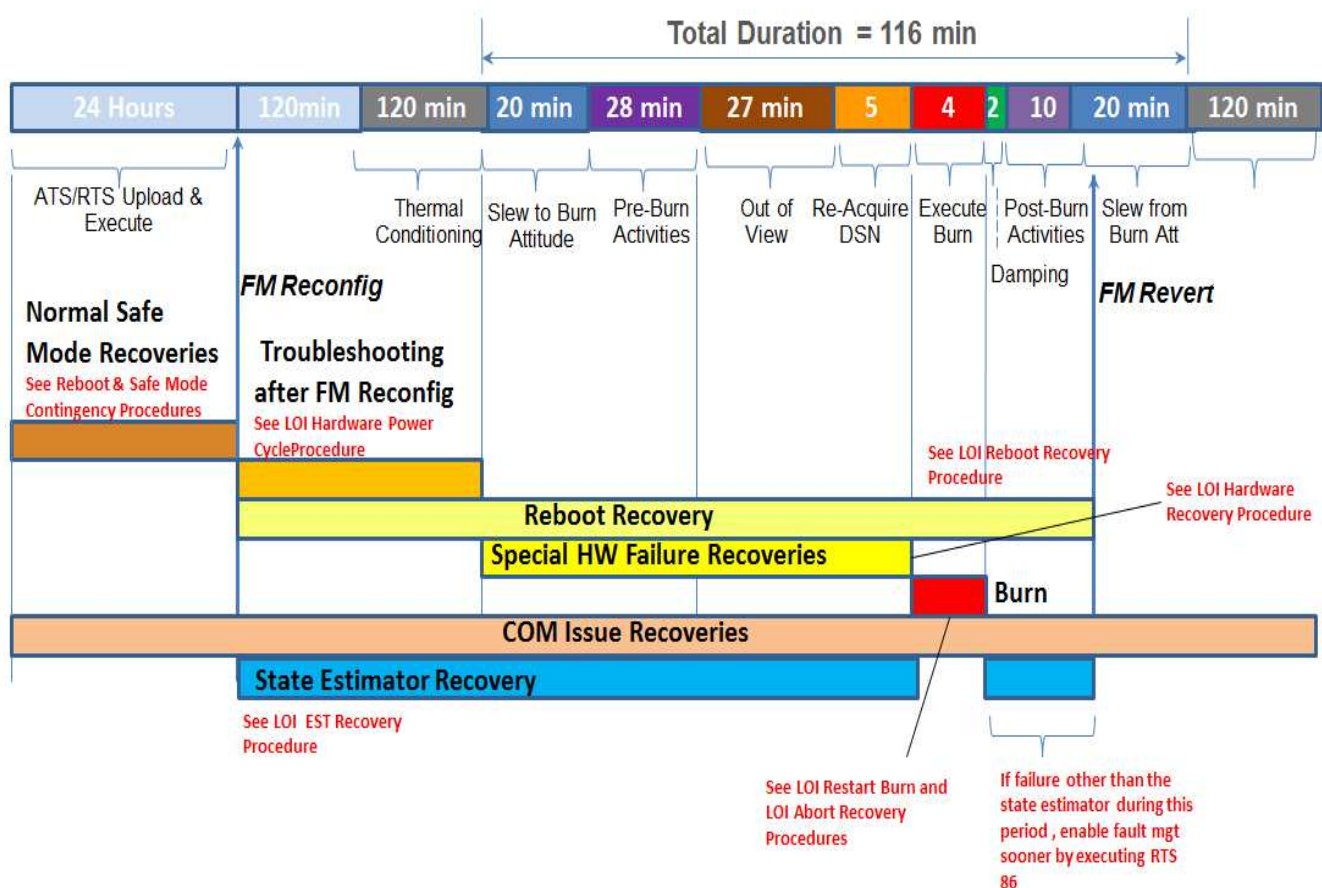 Total Duration = 116 min
24 Hours
120min
120 min
20 min
28 min
27 min
5
4
2
10
20 min
120 min
ATS/RTS Upload &
Execute
Thermal
Conditioning
Slew to Burn
Attitude
Pre-Burn
Activities
Out of
View
Re-Acquire
DSN
Execute
Burn
Damping
Post-Burn
Activities
Slew from
Burn Att
FM Reconfig
FM Revert
Normal Safe
Mode Recoveries
See Reboot & Safe Mode
Contingency Procedures
Troubleshooting
after FM Reconfig
See LOI Hardware Power
CycleProcedure
See LOI Reboot Recovery
Procedure
See LOI Hardware
Recovery Procedure
Reboot Recovery
Special HW Failure Recoveries
Burn
COM Issue Recoveries
State Estimator Recovery
See LOI EST Recovery
Procedure
See LOI Restart Burn and
LOI Abort Recovery
Procedures
If failure other than the
state estimator during this
period , enable fault mgt
sooner by executing RTS
86